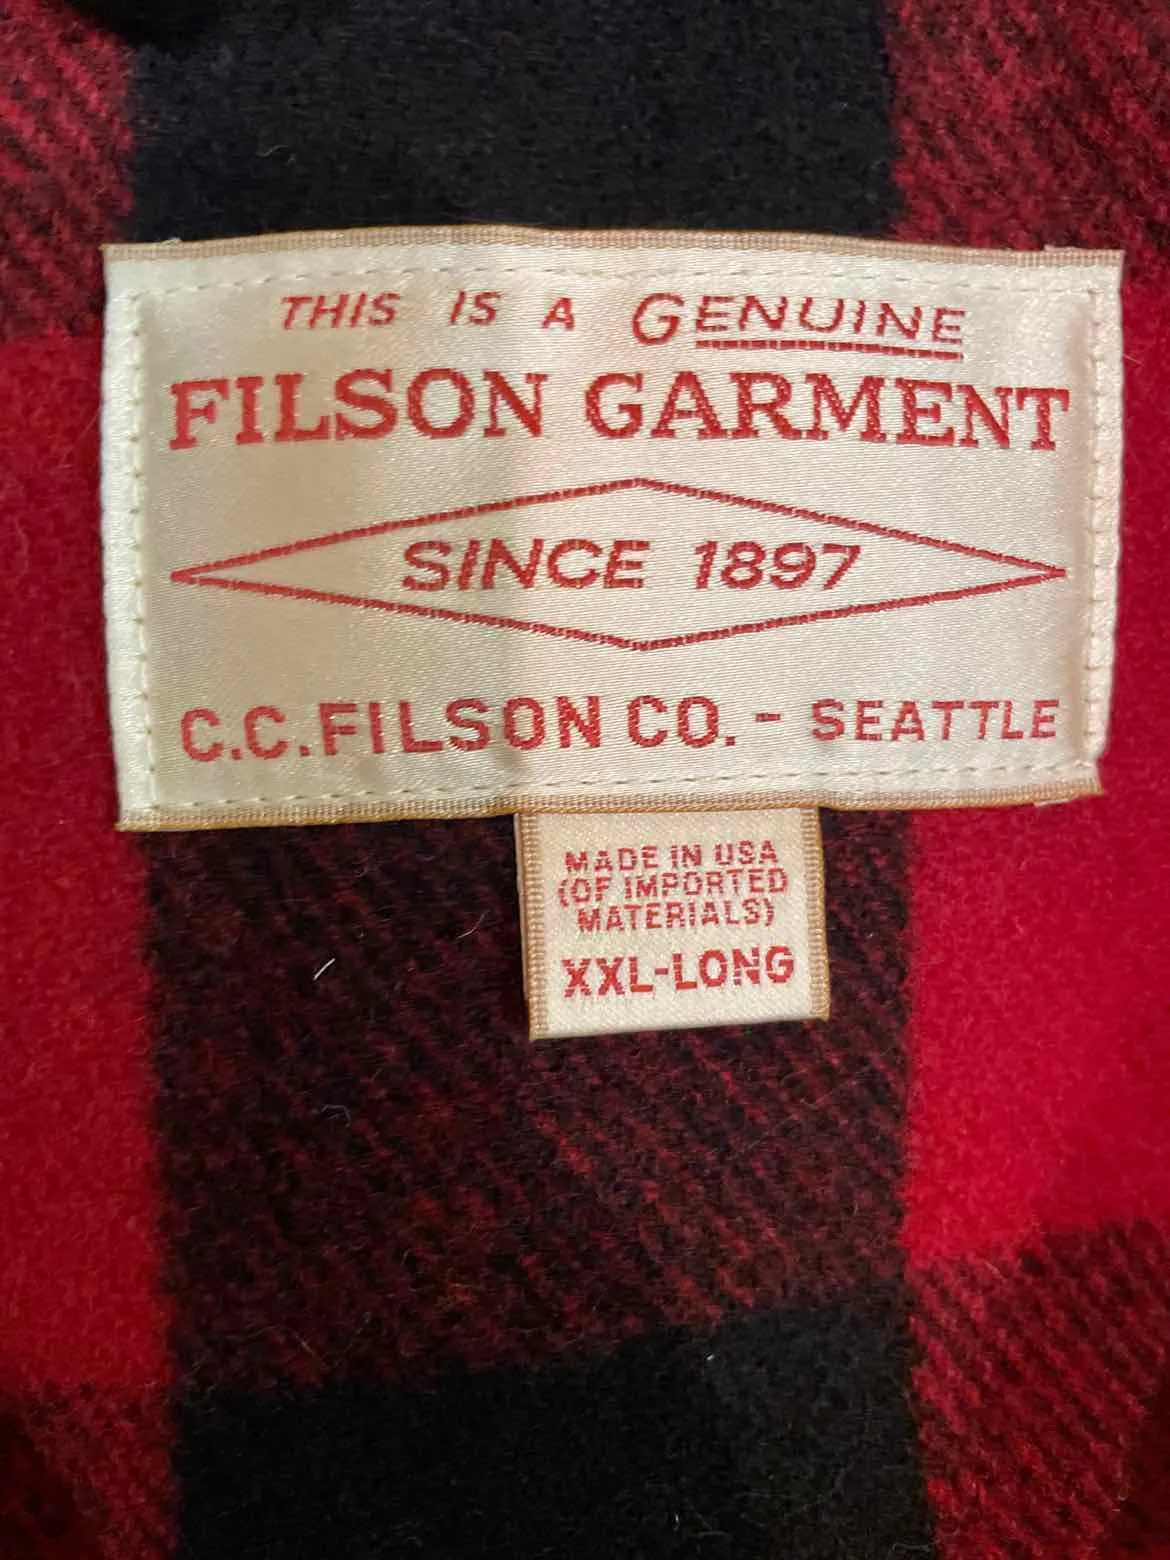 THIS IS A GENUINE
FILSON GARMENT
SINCE 1897
C.C.FILSON CO. - SEATTLE
MADE IN USA
(OF IMPORTED
MATERIALS)
XXL-LONG